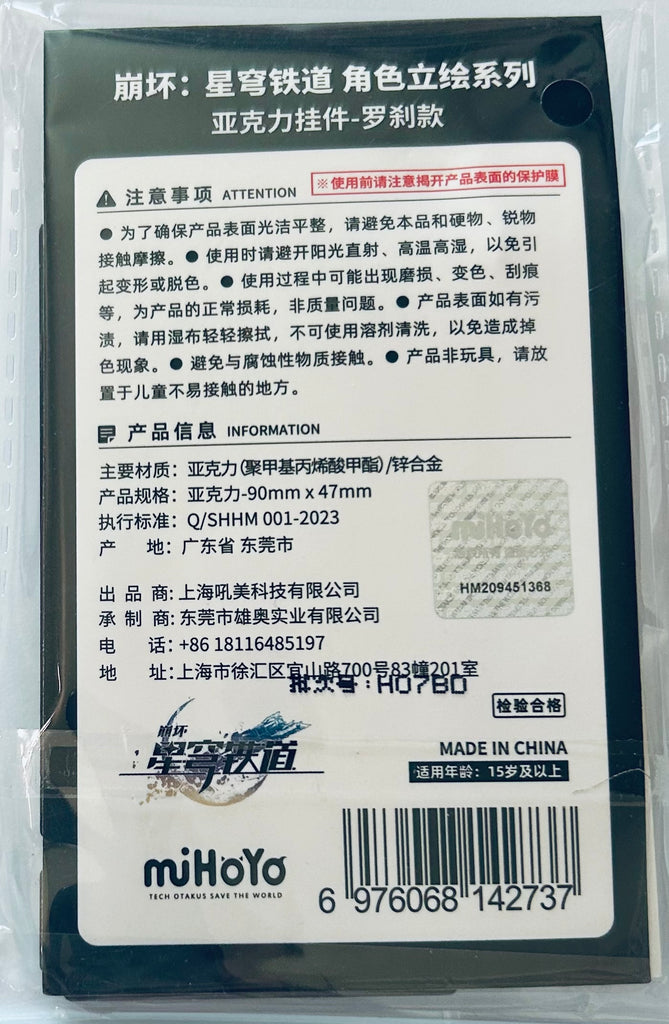 崩坏：星穹铁道 角色立绘系列
亚克力挂件-罗刹款
注意事项 ATTENTION
※使用前请注意揭开产品表面的保护膜
● 为了确保产品表面光洁平整，请避免本品和硬物、锐物
接触摩擦。● 使用时请避开阳光直射、高温高湿，以免引
起变形或脱色。● 使用过程中可能出现磨损、变色、刮痕
等，为产品的正常损耗，非质量问题。● 产品表面如有污
渍，请用湿布轻轻擦拭，不可使用溶剂清洗，以免造成掉
色现象。● 避免与腐蚀性物质接触。● 产品非玩具，请放
置于儿童不易接触的地方。
产品信息 INFORMATION
主要材质：亚克力(聚甲基丙烯酸甲酯)/锌合金
产品规格：亚克力-90mm x 47mm
执行标准：Q/SHHM 001-2023
产 地：广东省 东莞市
miHoYo
HM209451368
出 品 商：上海吼美科技有限公司
承 制 商：东莞市雄奥实业有限公司
电 话：+86 18116485197
地 址：上海市徐汇区宜山路700号83幢201室
批次号：H07BD
检验合格
崩坏
星穹铁道
MADE IN CHINA
适用年龄：15岁及以上
miHoYo
TECH OTAKUS SAVE THE WORLD
6 976068 142737